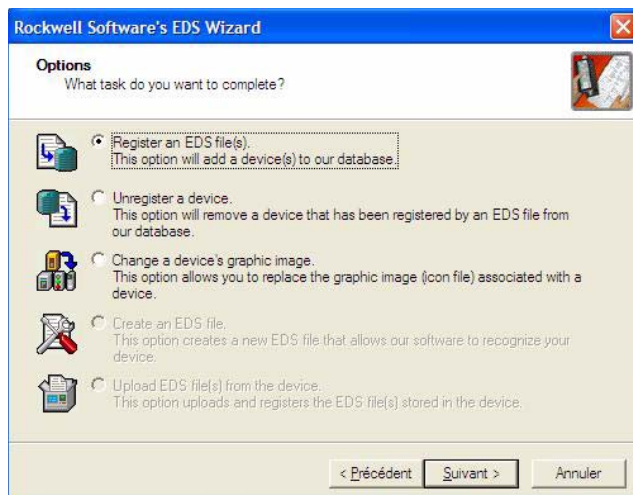 Rockwell Software's EDS Wizard
Options
What task do you want to complete?
Register an EDS file(s).
This option will add a device(s) to our database.
Unregister a device.
This option will remove a device that has been registered by an EDS file from
our database.
Change a device's graphic image.
This option allows you to replace the graphic image (icon file) associated with a
device.
Create an EDS file.
This option creates a new EDS file that allows our software to recognize your
device.
Upload EDS file(s) from the device.
This option uploads and registers the EDS file(s) stored in the device.
< Précédent
Suivant >
Annuler